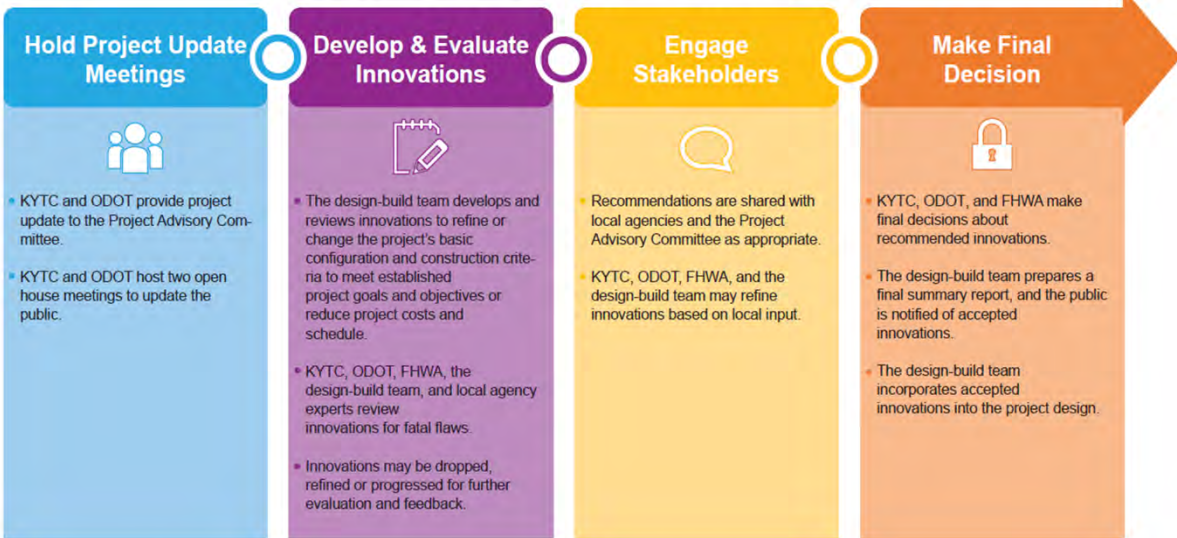 Hold Project Update
Meetings
• KYTC and ODOT provide project
update to the Project Advisory Com-
mittee.
• KYTC and ODOT host two open
house meetings to update the
public.
Develop & Evaluate
Innovations
• The design-build team develops and
reviews innovations to refine or
change the project's basic
configuration and construction crite-
ria to meet established
project goals and objectives or
reduce project costs and
schedule.
• KYTC, ODOT, FHWA, the
design-build team, and local agency
experts review
innovations for fatal flaws.
• Innovations may be dropped,
refined or progressed for further
evaluation and feedback.
Engage
Stakeholders
• Recommendations are shared with
local agencies and the Project
Advisory Committee as appropriate.
• KYTC, ODOT, FHWA, and the
design-build team may refine
innovations based on local input.
Make Final
Decision
• KYTC, ODOT, and FHWA make
final decisions about
recommended innovations.
• The design-build team prepares a
final summary report, and the public
is notified of accepted
innovations.
• The design-build team
incorporates accepted
innovations into the project design.